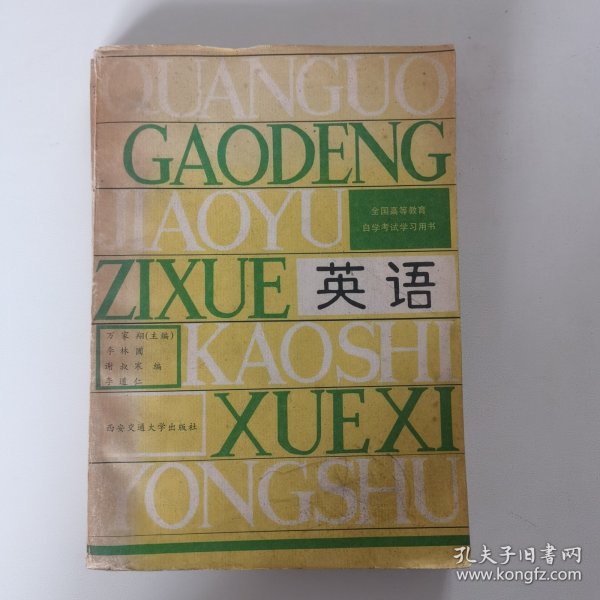 QUANGUO
GAODENG
JIAOYU
全国高等教育
自学考试学习用书
ZIXUE
英语
万家翔(主编)
李林国
谢叔寒 编
李道仁
KAOSHI
西安交通大学出版社
XUEXI
YONGSHU
孔夫子旧书网
www.kongfz.com